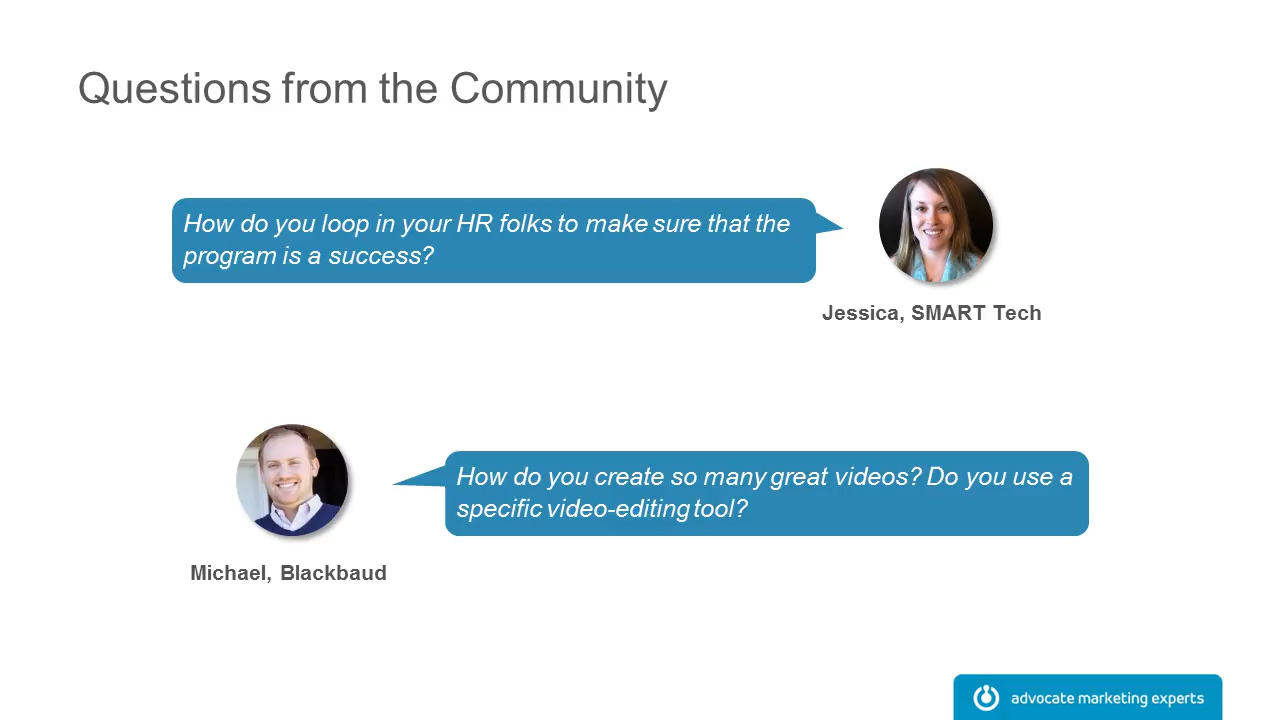 Questions from the Community
How do you loop in your HR folks to make sure that the
program is a success?
Jessica, SMART Tech
How do you create so many great videos? Do you use a
specific video-editing tool?
Michael, Blackbaud
advocate marketing experts